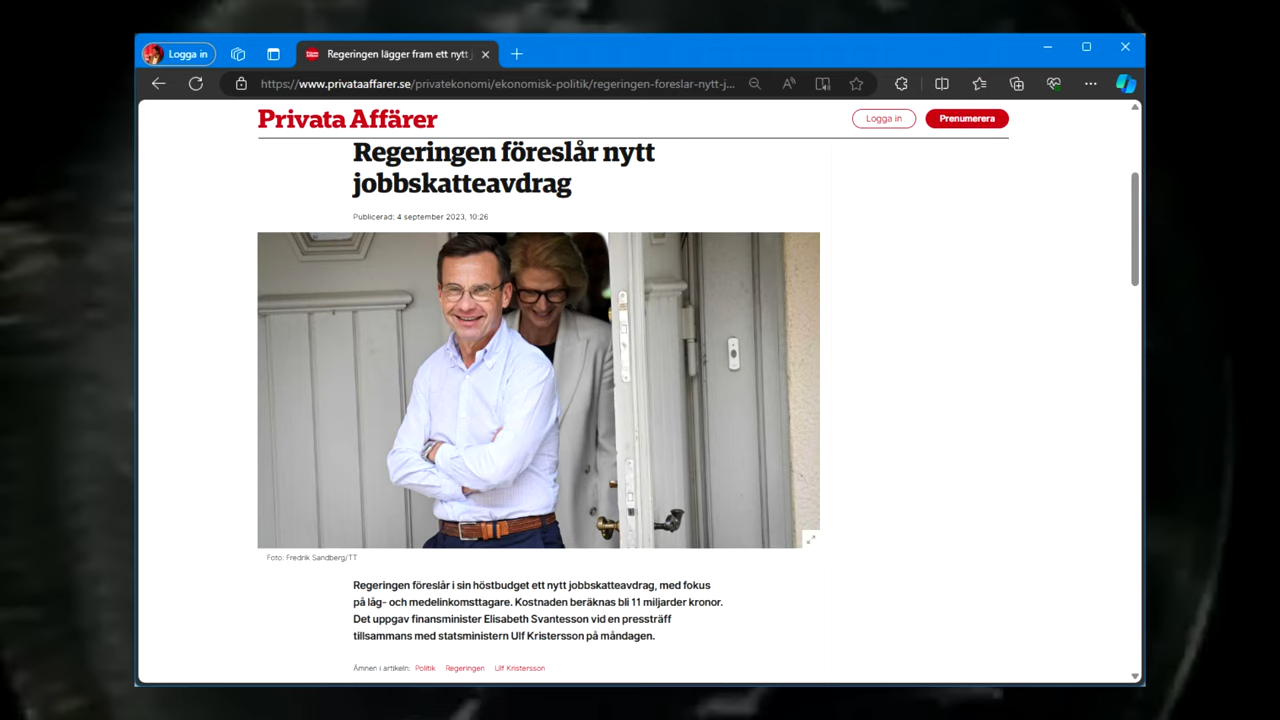 Logga in
Regeringen lägger fram ett nytt j
https://www.privataffarer.se/privatekonomi/ekonomisk-politik/regeringen-foreslar-nytt-j...
Privata Affärer
Logga in
Prenumerera
Regeringen föreslår nytt
jobbskatteavdrag
Publicerad: 4 september 2023, 10:26
Foto: Fredrik Sandberg/TT
Regeringen föreslår i sin höstbudget ett nytt jobbskatteavdrag, med fokus
på låg- och medelinkomsttagare. Kostnaden beräknas bli 11 miljarder kronor.
Det uppgav finansminister Elisabeth Svantesson vid en pressträff
tillsammans med statsministern Ulf Kristersson på måndagen.
Ämnen i artikeln: Politik Regeringen Ulf Kristersson